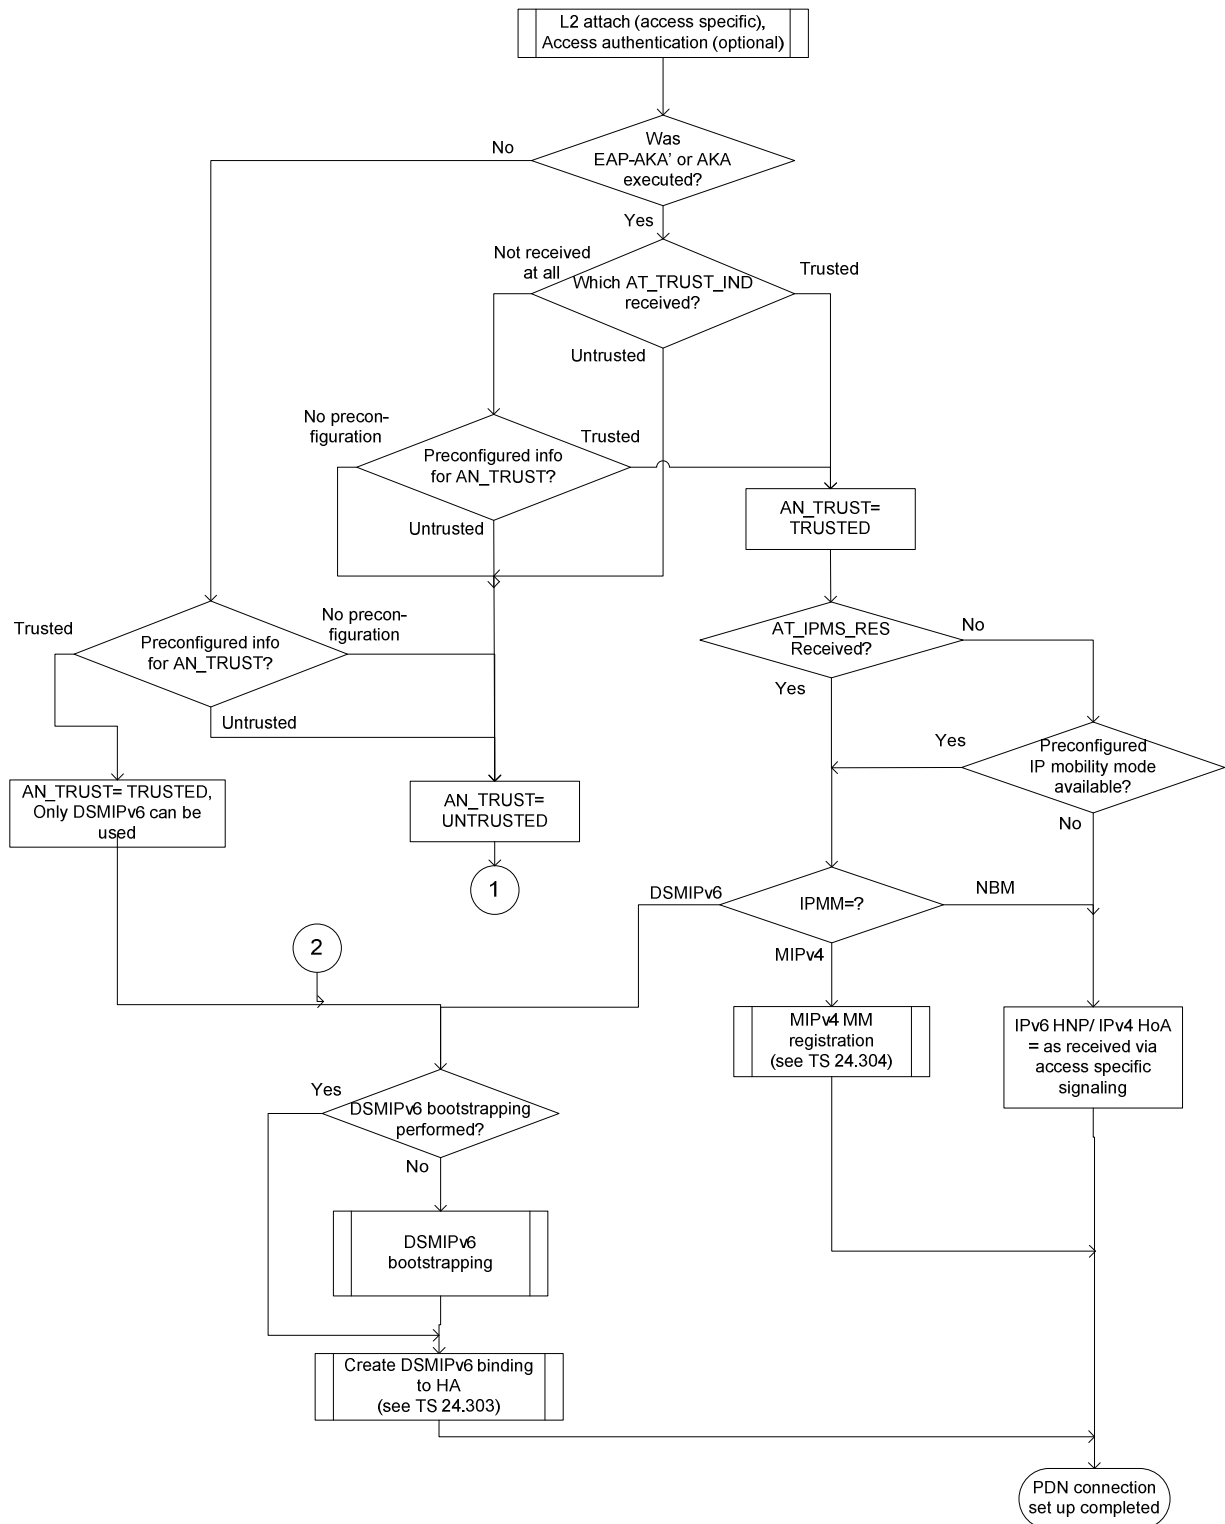 L2 attach (access specific),
Access authentication (optional)
Was
EAP-AKA' or AKA
executed?
No
Yes
Not received
at all
Which AT_TRUST_IND
received?
Trusted
Untrusted
No precon-
figuration
Preconfigured info
for AN_TRUST?
Trusted
Untrusted
AN_TRUST=
TRUSTED
Trusted
Preconfigured info
for AN_TRUST?
No precon-
figuration
Untrusted
AT_IPMS_RES
Received?
No
Yes
Yes
Preconfigured
IP mobility mode
available?
No
AN_TRUST= TRUSTED,
Only DSMIPv6 can be
used
AN_TRUST=
UNTRUSTED
1
DSMIPv6
IPMM=?
NBM
MIPv4
2
MIPv4 MM
registration
(see TS 24.304)
IPv6 HNP/ IPv4 HoA
= as received via
access specific
signaling
Yes
DSMIPv6 bootstrapping
performed?
No
DSMIPv6
bootstrapping
Create DSMIPv6 binding
to HA
(see TS 24.303)
PDN connection
set up completed